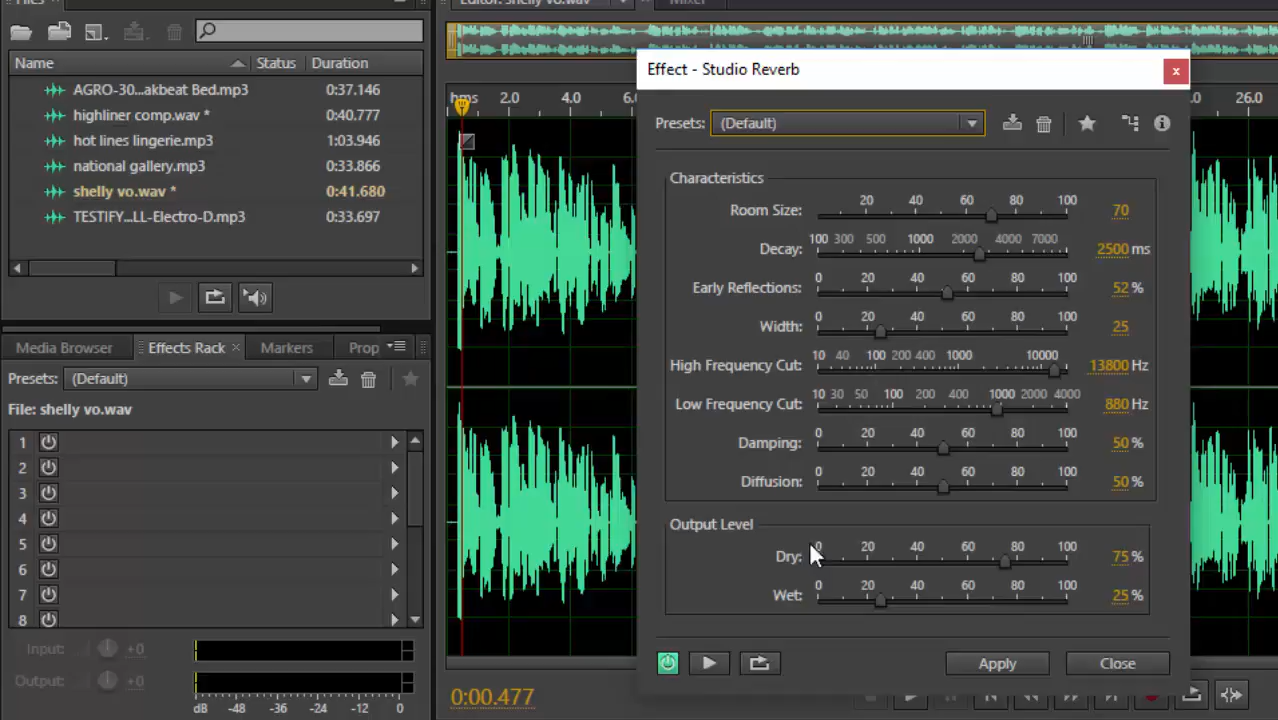 Files
Editor: shelly vo.wav
Mixer
Name Status Duration
AGRO-30...akbeat Bed.mp3 0:37.146
highliner comp.wav * 0:40.777
hot lines lingerie.mp3 1:03.946
national gallery.mp3 0:33.866
shelly vo.wav * 0:41.680
TESTIFY...LL-Electro-D.mp3 0:33.697
Media Browser Effects Rack × Markers Prop
Presets: (Default)
File: shelly vo.wav
1
2
3
4
5
6
7
8
Input: +0
Output: +0
dB -48 -36 -24 -12 0
hms 2.0 4.0 6.0 26.0
0:00.477
Effect - Studio Reverb x
Presets: (Default)
Characteristics
20 40 60 80 100
Room Size: 70
100 300 500 1000 2000 4000 7000
Decay: 2500 ms
0 20 40 60 80 100
Early Reflections: 52 %
0 20 40 60 80 100
Width: 25
10 40 100 200 400 1000 10000
High Frequency Cut: 13800 Hz
10 30 50 100 200 400 1000 2000 4000
Low Frequency Cut: 880 Hz
0 20 40 60 80 100
Damping: 50 %
0 20 40 60 80 100
Diffusion: 50 %
Output Level
0 20 40 60 80 100
Dry: 75 %
0 20 40 60 80 100
Wet: 25 %
Apply Close